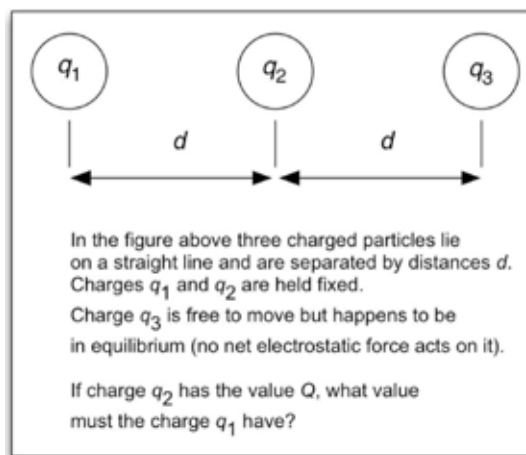 q1 q2 q3
d d
In the figure above three charged particles lie
on a straight line and are separated by distances d.
Charges q1 and q2 are held fixed.
Charge q3 is free to move but happens to be
in equilibrium (no net electrostatic force acts on it).
If charge q2 has the value Q, what value
must the charge q1 have?